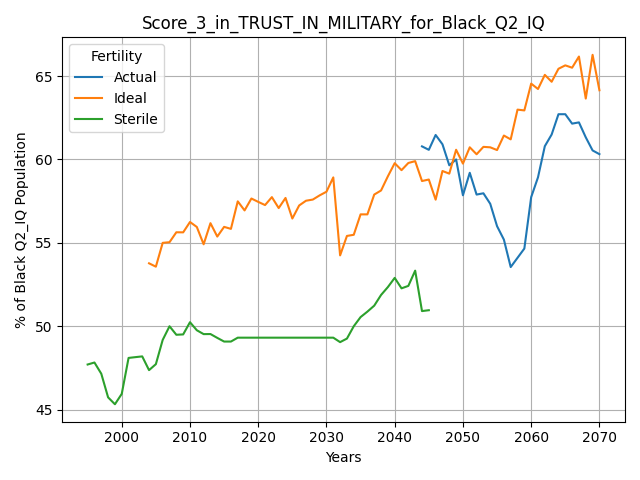 Score_3_in_TRUST_IN_MILITARY_for_Black_Q2_IQ
Fertility
Actual
Ideal
Sterile
% of Black Q2_IQ Population
65
60
55
50
45
2000
2010
2020
2030
2040
2050
2060
2070
Years